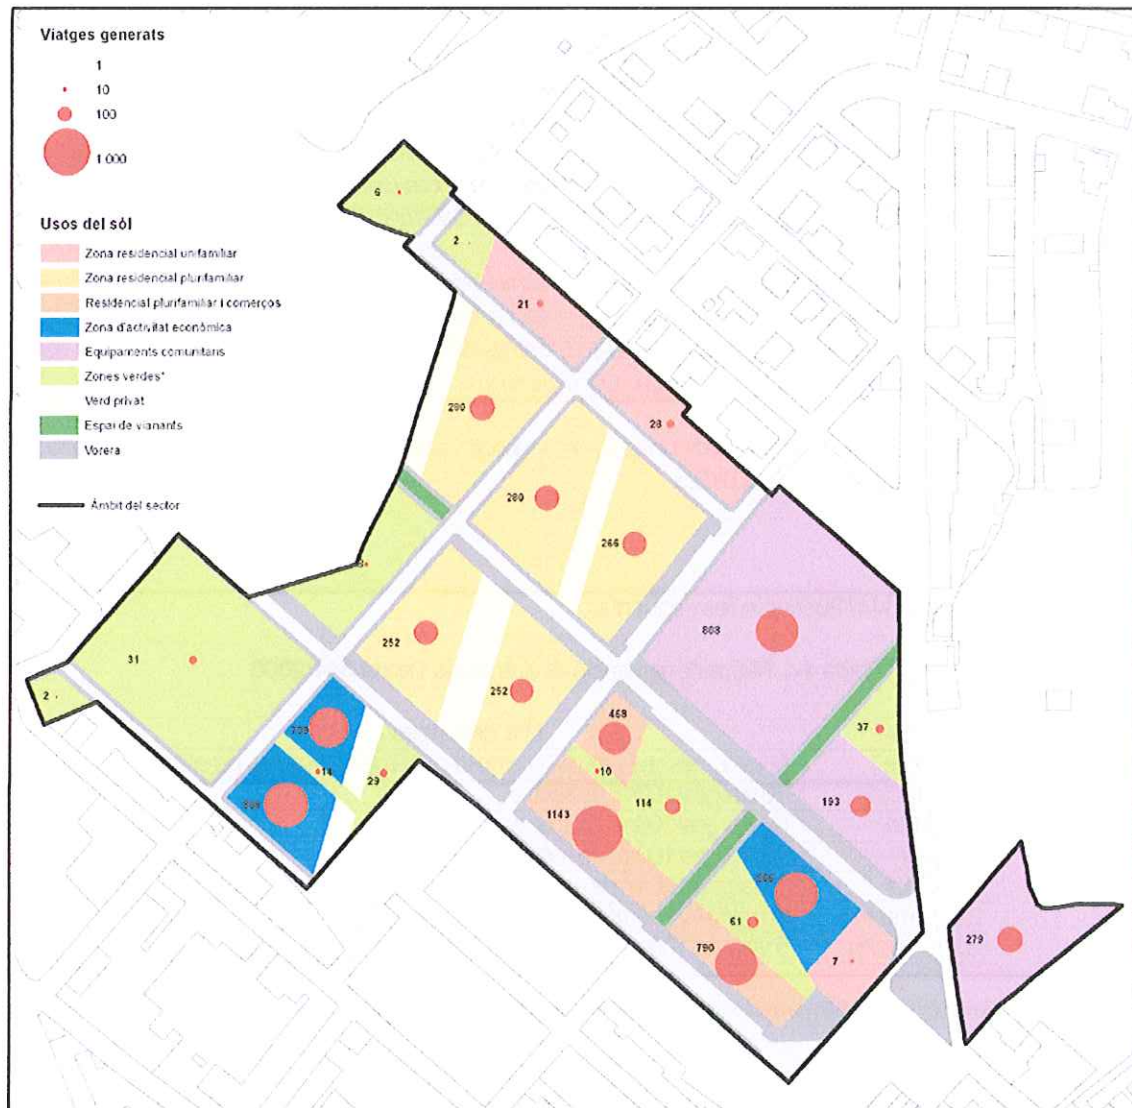 Viatges generats
1
10
100
1 000
Usos del sòl
Zona residencial unifamiliar
Zona residencial plurifamiliar
Residencial plurifamiliar i comerços
Zona d'activitat econòmica
Equipaments comunitaris
Zones verdes*
Verd privat
Espai de vianants
Vorera
Àmbit del sector
6
2
21
28
290
280
266
252
252
808
31
2
14
29
468
10
114
1143
37
193
61
790
7
279